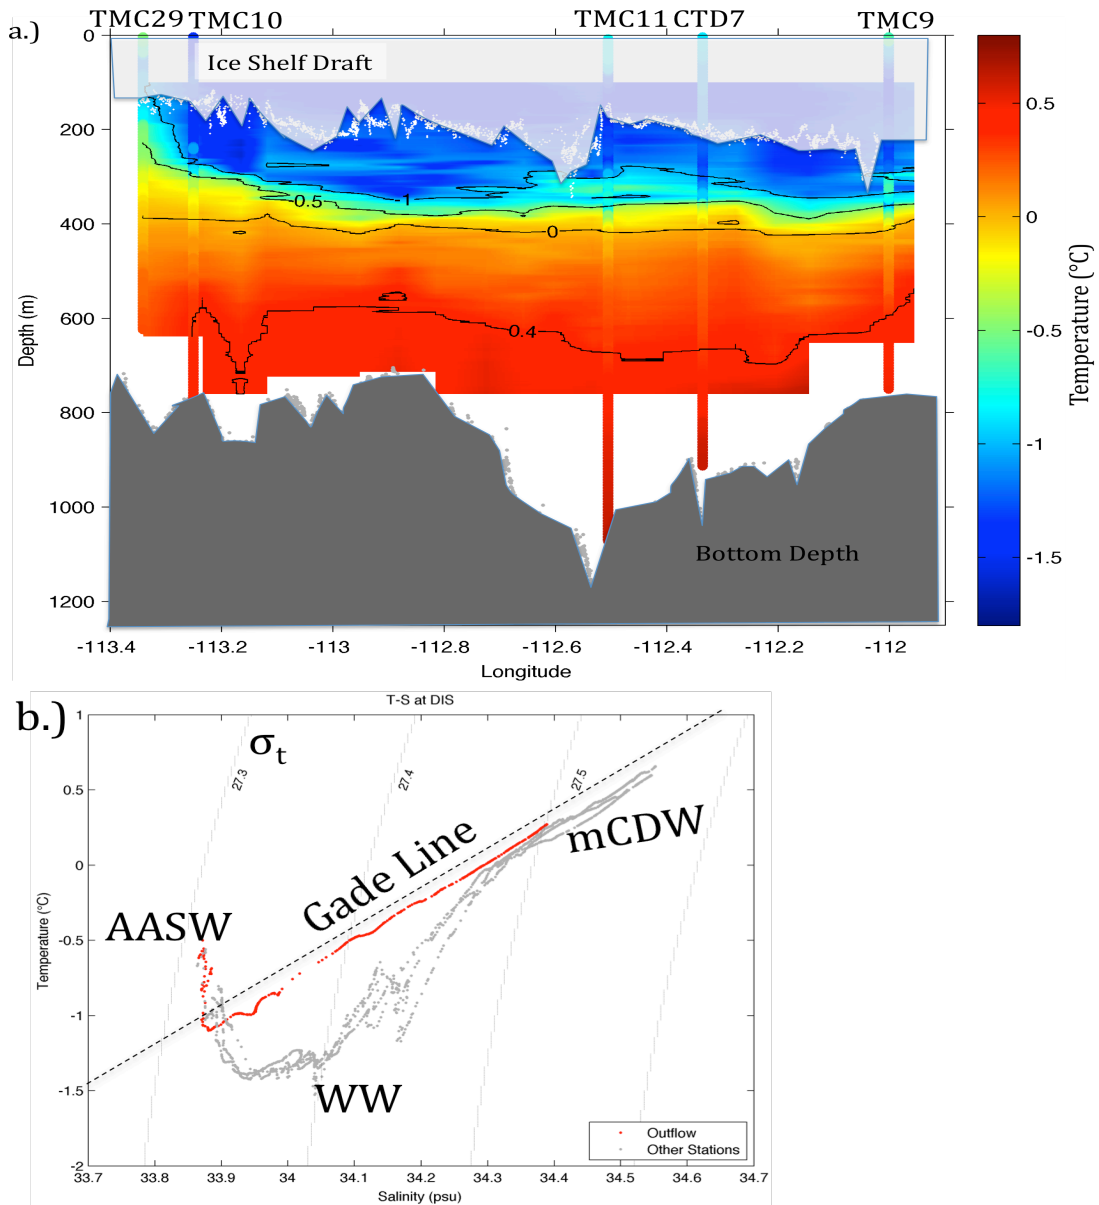 TMC29 TMC10 TMC11 CTD7 TMC9
a.)
Ice Shelf Draft
0
200
400
600
800
1000
1200
Depth (m)
-1
-0.5
0
0.4
Bottom Depth
-113.4 -113.2 -113 -112.8 -112.6 -112.4 -112.2 -112
Longitude
0.5
0
-0.5
-1
-1.5
Temperature (°C)
b.)
T-S at DIS
σt
27.3
27.4
27.5
1
0.5
0
-0.5
-1
-1.5
-2
Temperature (°C)
Gade Line
mCDW
AASW
WW
Outflow
Other Stations
33.7 33.8 33.9 34 34.1 34.2 34.3 34.4 34.5 34.6 34.7
Salinity (psu)